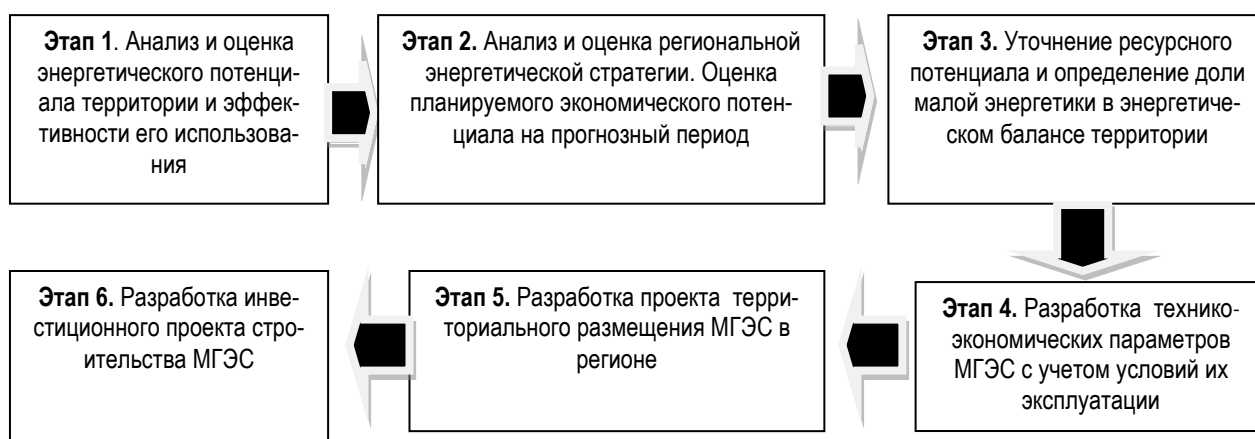 Этап 1. Анализ и оценка
энергетического потенци-
ала территории и эффек-
тивности его использова-
ния
Этап 2. Анализ и оценка региональной
энергетической стратегии. Оценка
планируемого экономического потен-
циала на прогнозный период
Этап 3. Уточнение ресурсного
потенциала и определение доли
малой энергетики в энергетиче-
ском балансе территории
Этап 4. Разработка технико-
экономических параметров
МГЭС с учетом условий их
эксплуатации
Этап 5. Разработка проекта терри-
ториального размещения МГЭС в
регионе
Этап 6. Разработка инве-
стиционного проекта стро-
ительства МГЭС